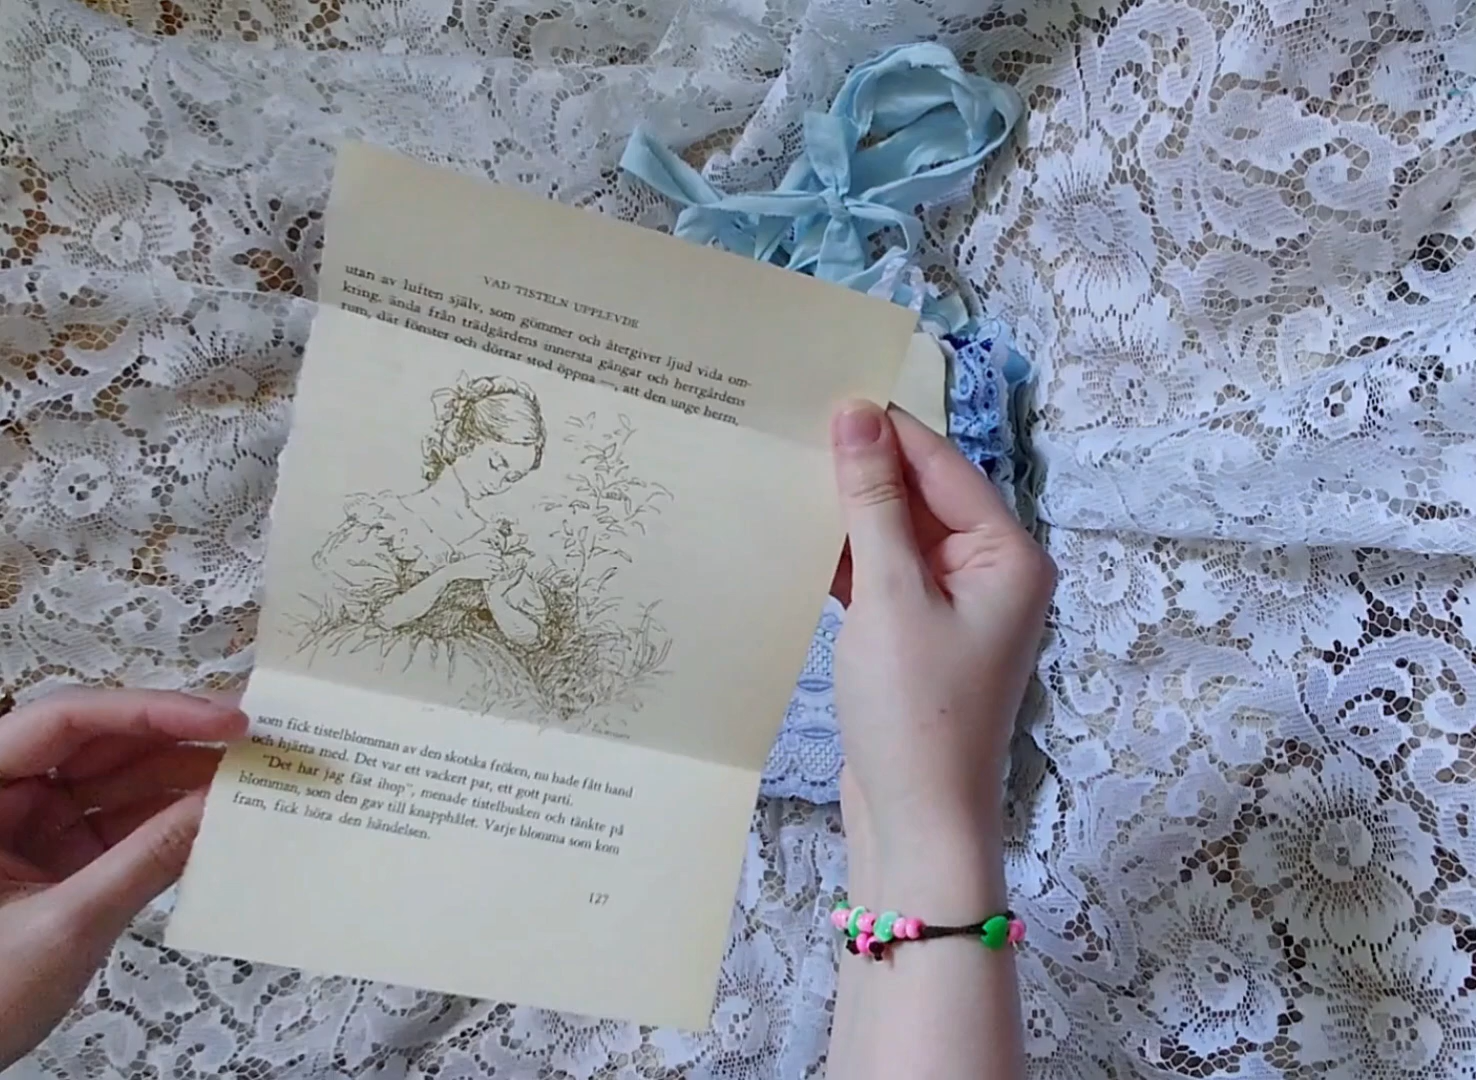 VAD TISTELN UPPLEVDE
utan av luften själv, som gömmer och återgiver ljud vida om-
kring, ända från trädgårdens innersta gångar och herrgårdens
rum, där fönster och dörrar stod öppna —, att den unge herrn,
som fick tistelblomman av den skotska fröken, nu hade fått hand
och hjärta med. Det var ett vackert par, ett gott parti.
”Det har jag fäst ihop”, menade tistelbusken och tänkte på
blomman, som den gav till knapphålet. Varje blomma som kom
fram, fick höra den händelsen.
127